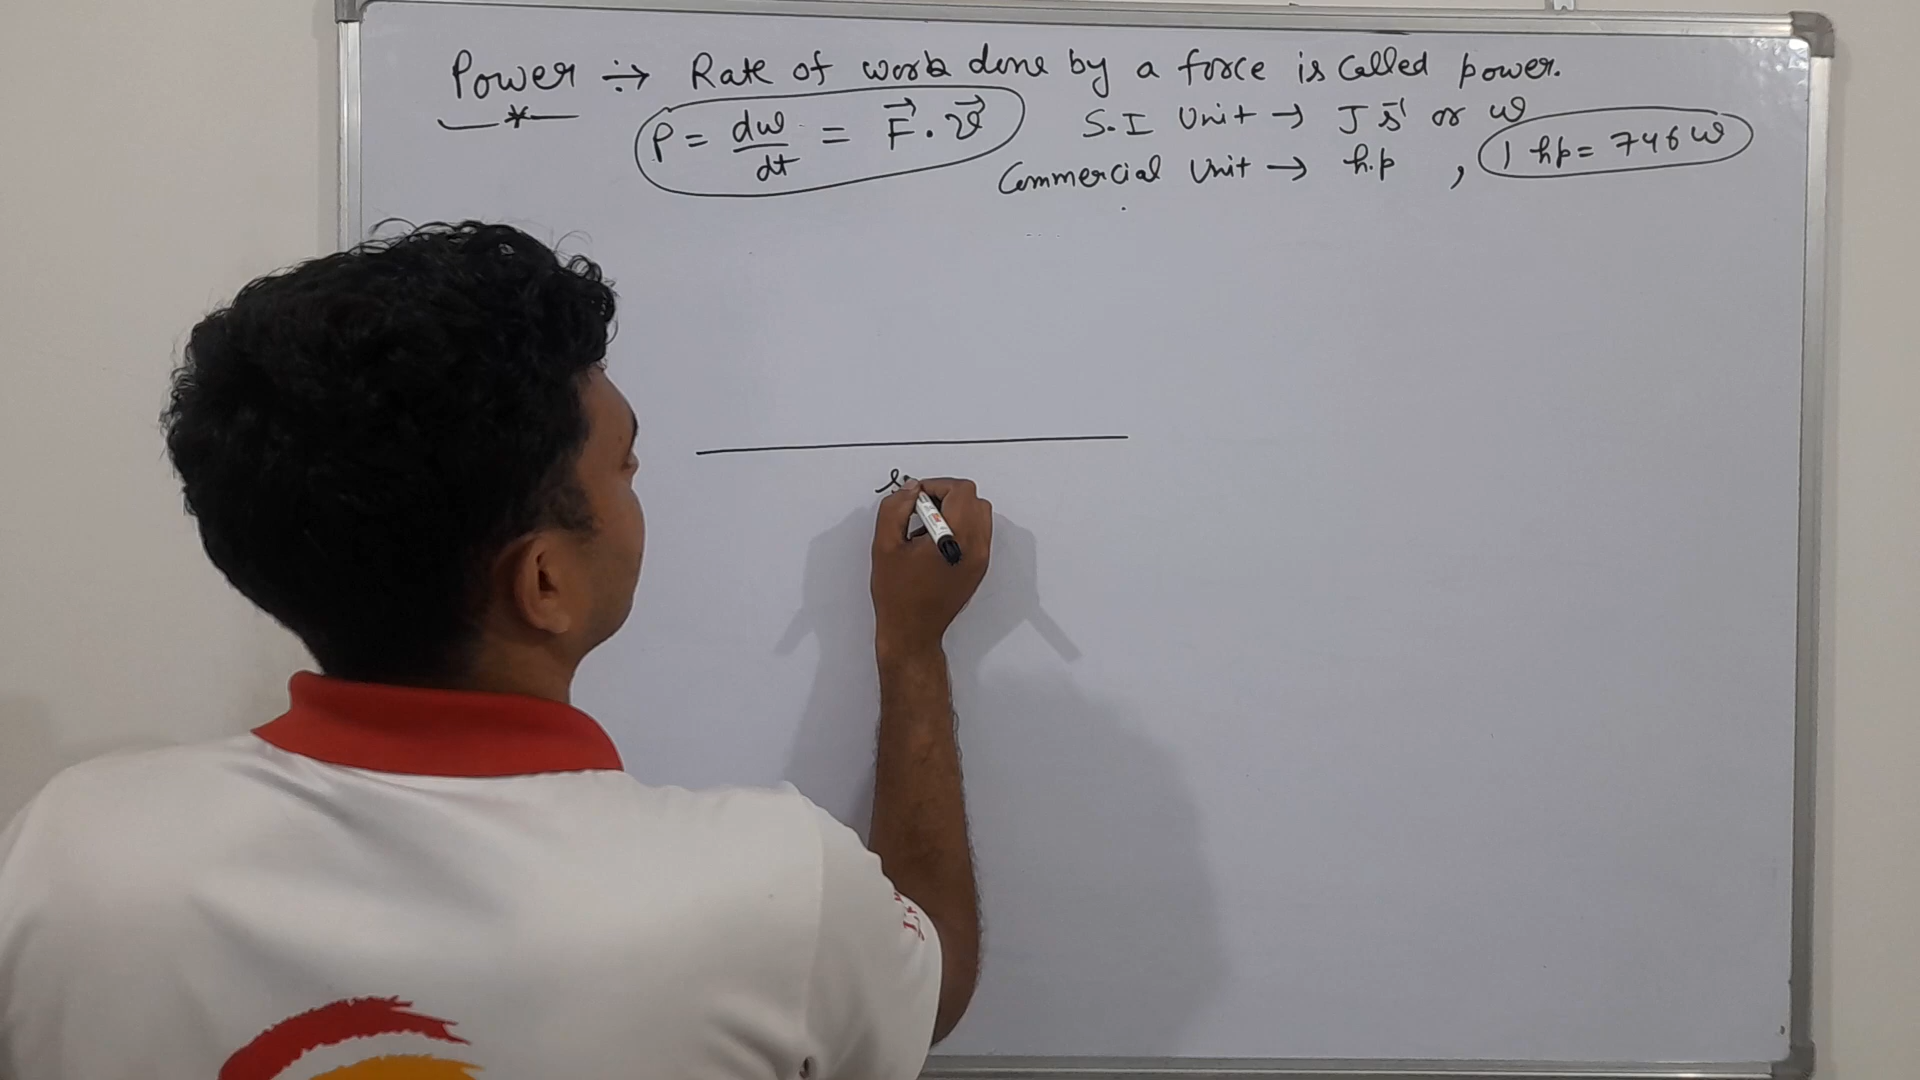 Power ÷→ Rate of work done by a force is called power.
P = dw/dt = F⃗ . v⃗
S.I Unit → J s⁻¹ or w
Commercial Unit → h.p , 1 hp = 746 w